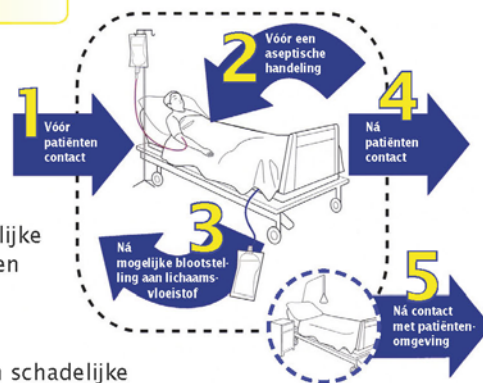 1
Vóór
patiënten
contact
2
Vóór een
aseptische
handeling
3
Ná
mogelijke blootstel-
ling aan lichaams-
vloeistof
4
Ná
patiënten
contact
5
Ná contact
met patiënten-
omgeving
lijke
en
schadelijke